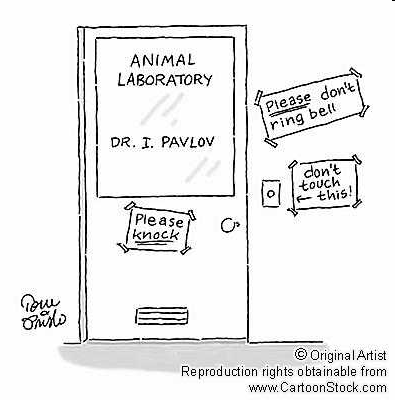 ANIMAL
LABORATORY
DR. I. PAVLOV
Please don't
ring bell
don't
touch
← this!
Please
knock
© Original Artist
Reproduction rights obtainable from
www.CartoonStock.com